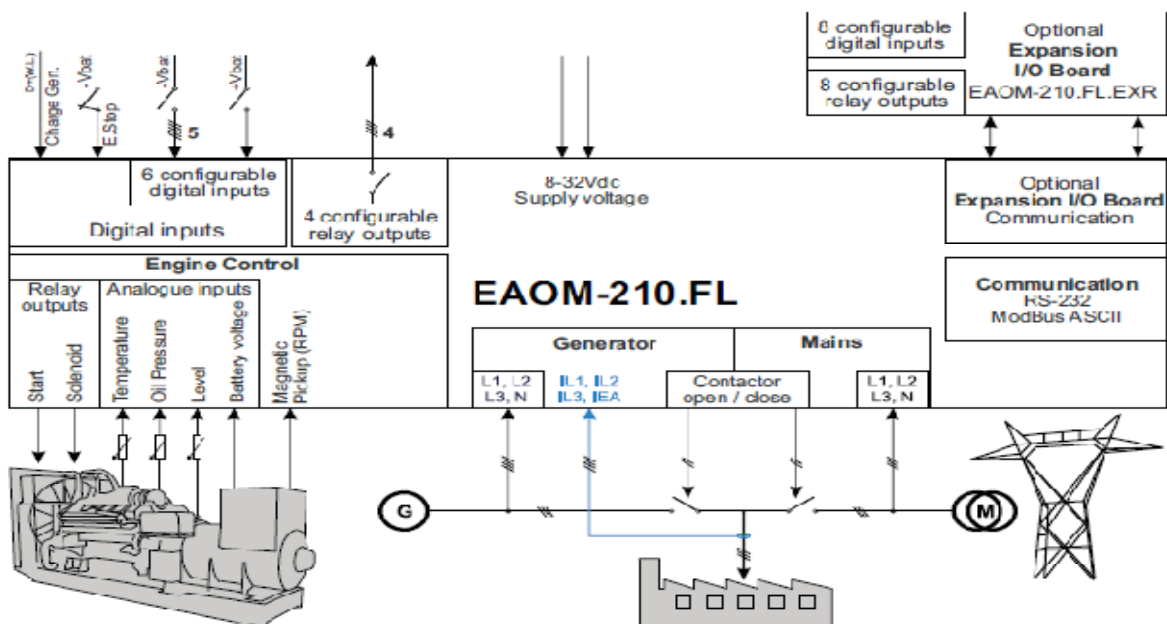 D+(W.L.)
Charge Gen.
-Vbat
E.Stop
-Vbat
5
+Vbat
4
8-32Vdc
Supply voltage
8 configurable
digital inputs
8 configurable
relay outputs
Optional
Expansion
I/O Board
EAOM-210.FL.EXR
6 configurable
digital inputs
Digital inputs
4 configurable
relay outputs
Optional
Expansion I/O Board
Communication
Engine Control
Relay
outputs
Analogue inputs
Start
Solenoid
Temperature
Oil Pressure
Level
Battery voltage
Magnetic
Pickup (RPM)
EAOM-210.FL
Communication
RS-232
ModBus ASCII
Generator
Mains
L1, L2
L3, N
IL1, IL2
IL3, IEA
Contactor
open / close
L1, L2
L3, N
G
M